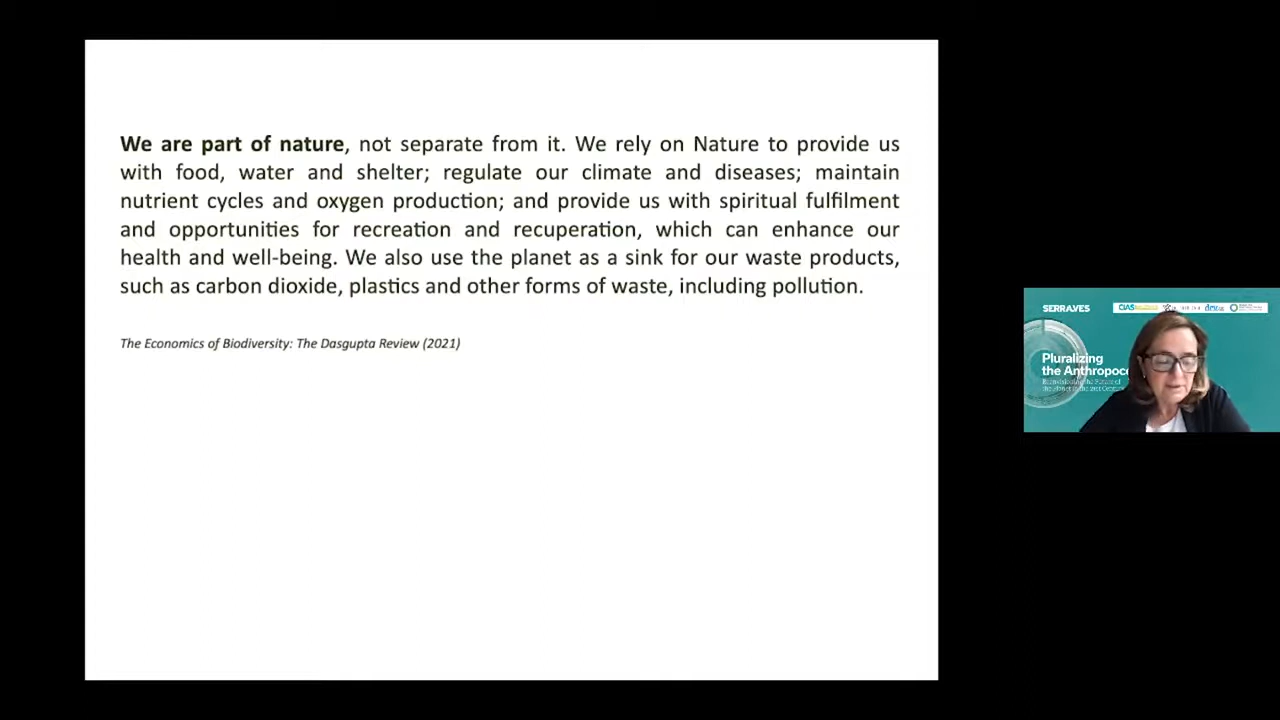 We are part of nature, not separate from it. We rely on Nature to provide us
with food, water and shelter; regulate our climate and diseases; maintain
nutrient cycles and oxygen production; and provide us with spiritual fulfilment
and opportunities for recreation and recuperation, which can enhance our
health and well-being. We also use the planet as a sink for our waste products,
such as carbon dioxide, plastics and other forms of waste, including pollution.
The Economics of Biodiversity: The Dasgupta Review (2021)
SERRALVES
CIAS
Pluralizing
the Anthropoc